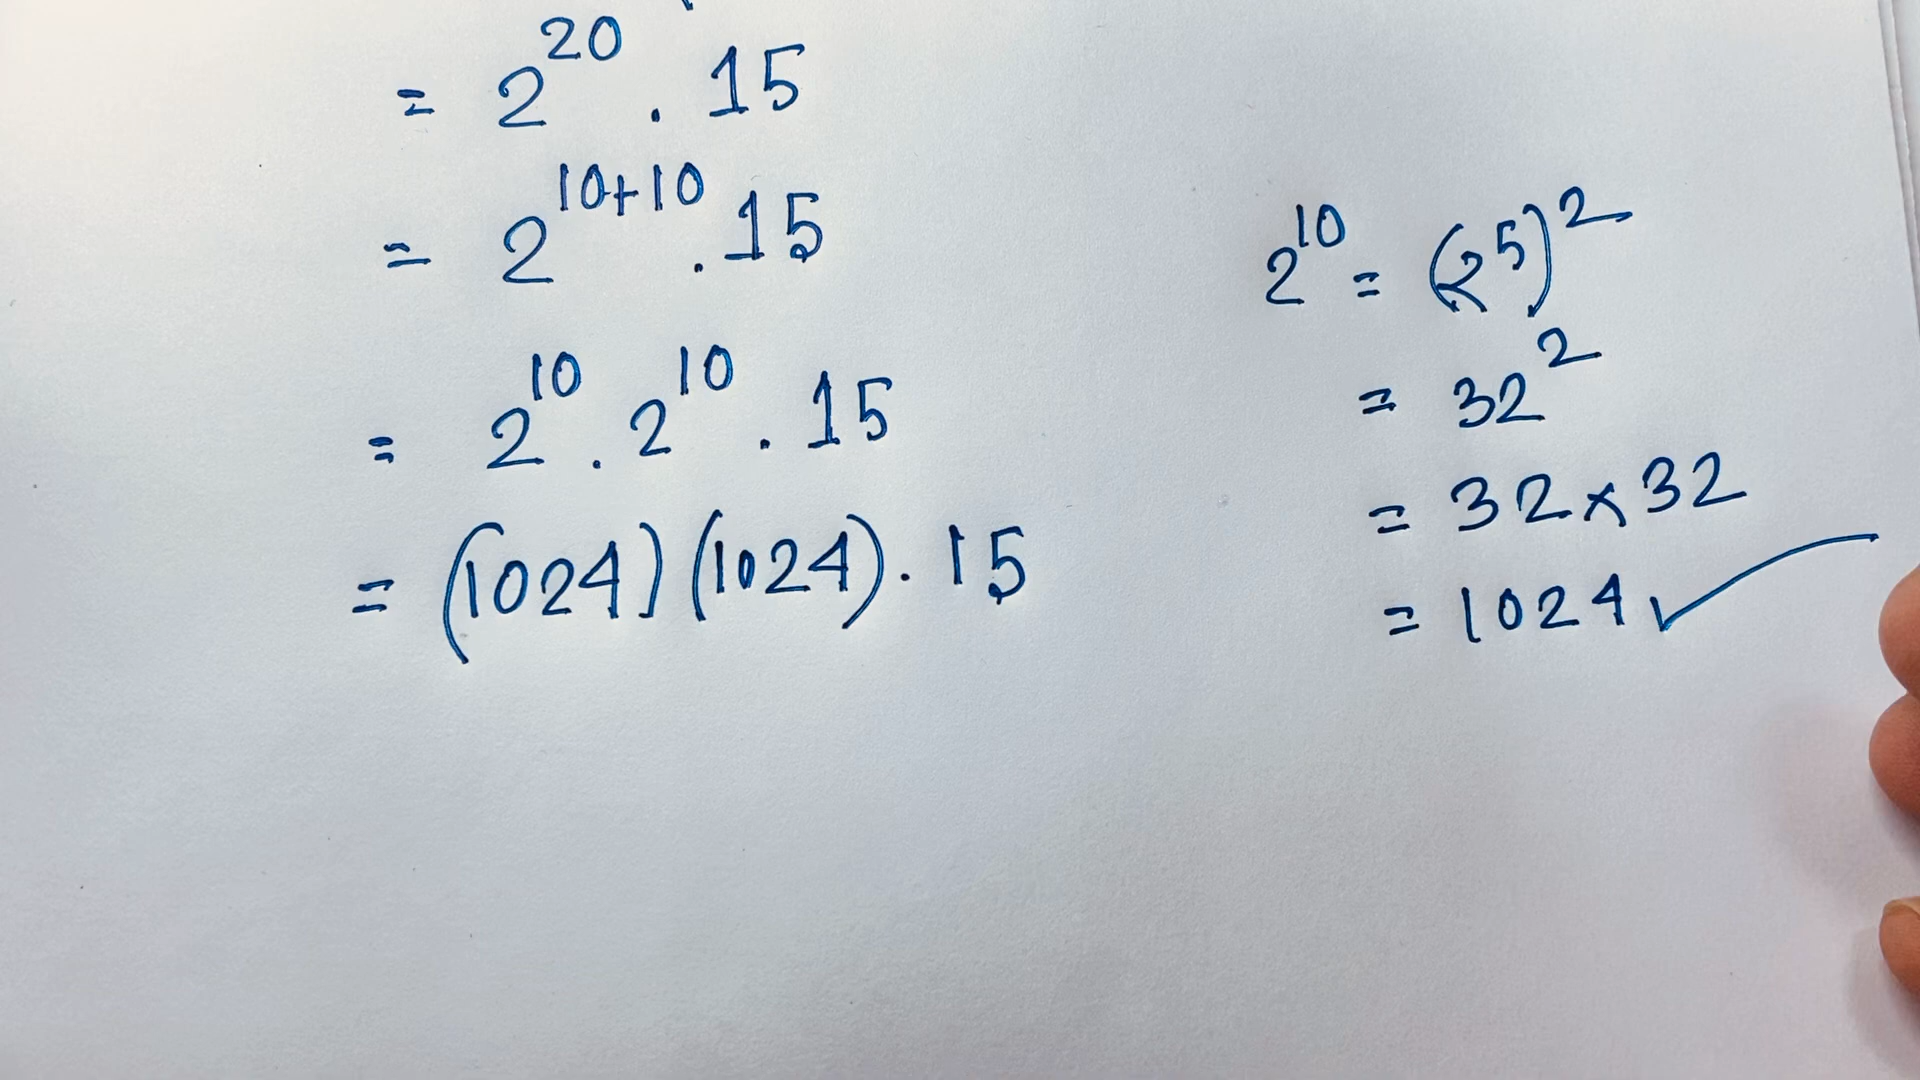 = 2^20 . 15
= 2^10+10 . 15
= 2^10 . 2^10 . 15
= (1024) (1024) . 15
2^10 = (2^5)^2
= 32^2
= 32 × 32
= 1024 ✓